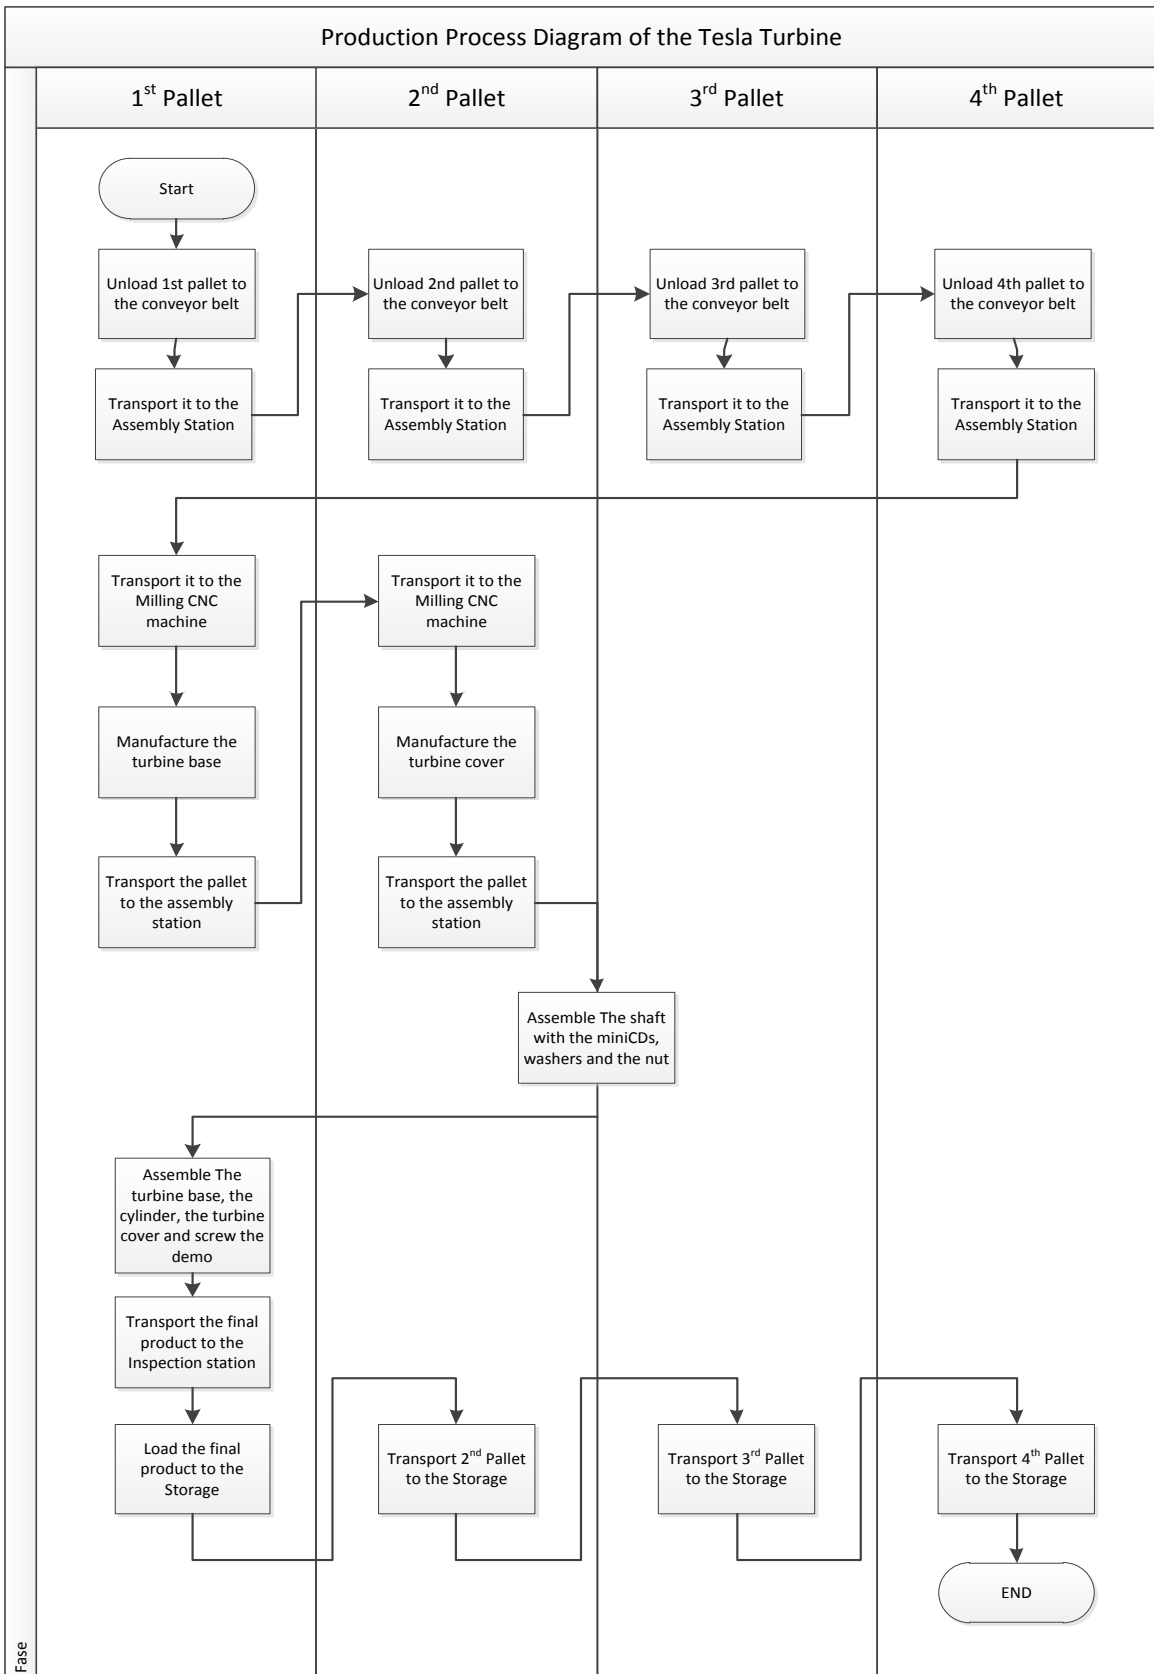 Production Process Diagram of the Tesla Turbine
1st Pallet
2nd Pallet
3rd Pallet
4th Pallet
Start
Unload 1st pallet to
the conveyor belt
Unload 2nd pallet to
the conveyor belt
Unload 3rd pallet to
the conveyor belt
Unload 4th pallet to
the conveyor belt
Transport it to the
Assembly Station
Transport it to the
Assembly Station
Transport it to the
Assembly Station
Transport it to the
Assembly Station
Transport it to the
Milling CNC
machine
Transport it to the
Milling CNC
machine
Manufacture the
turbine base
Manufacture the
turbine cover
Transport the pallet
to the assembly
station
Transport the pallet
to the assembly
station
Assemble The shaft
with the miniCDs,
washers and the nut
Assemble The
turbine base, the
cylinder, the turbine
cover and screw the
demo
Transport the final
product to the
Inspection station
Load the final
product to the
Storage
Transport 2nd Pallet
to the Storage
Transport 3rd Pallet
to the Storage
Transport 4th Pallet
to the Storage
END
Fase